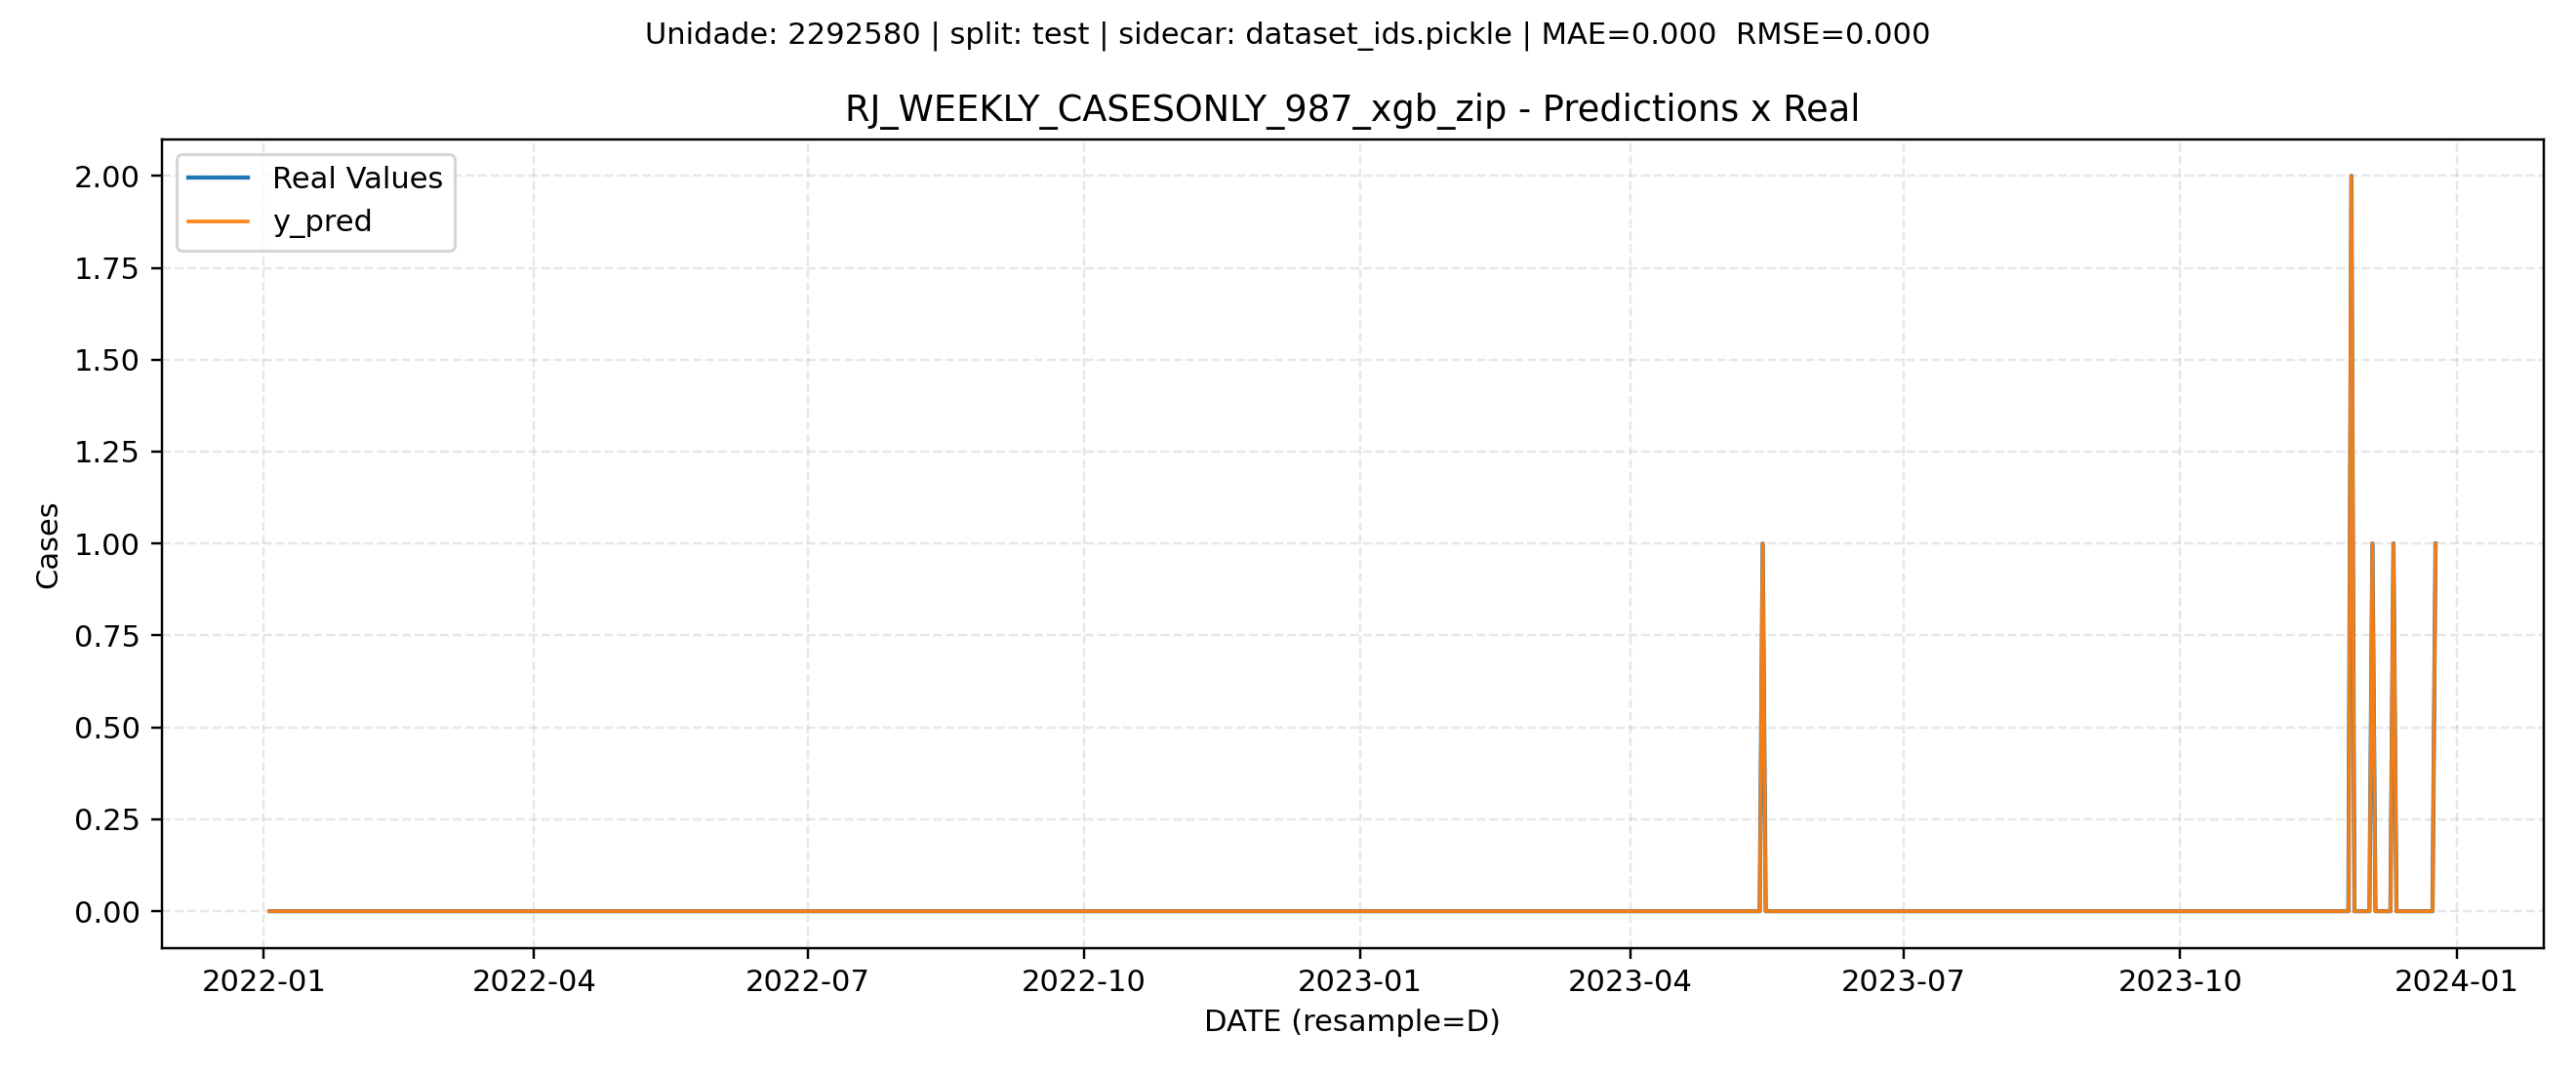 Unidade: 2292580 | split: test | sidecar: dataset_ids.pickle | MAE=0.000  RMSE=0.000
RJ_WEEKLY_CASESONLY_987_xgb_zip - Predictions x Real
Real Values
y_pred
2.00
1.75
1.50
1.25
1.00
0.75
0.50
0.25
0.00
Cases
2022-01 2022-04 2022-07 2022-10 2023-01 2023-04 2023-07 2023-10 2024-01
DATE (resample=D)